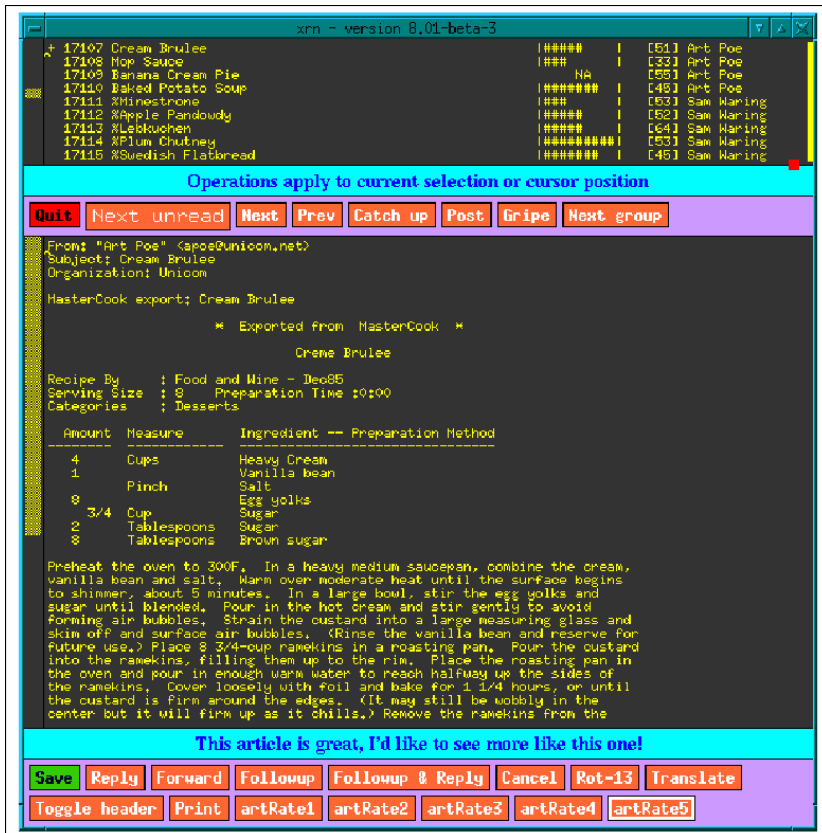 xrn - version 8.01-beta-3
+ 17107 Cream Brulee |##### | [51] Art Poe
17108 Mop Sauce |### | [33] Art Poe
17109 Banana Cream Pie NA [55] Art Poe
17110 Baked Potato Soup |####### | [45] Art Poe
17111 %Minestrone |### [53] Sam Waring
17112 %Apple Pandowdy |##### [52] Sam Waring
17113 %Lebkuchen |##### | [64] Sam Waring
17114 %Plum Chutney |#########| [53] Sam Waring
17115 %Swedish Flatbread |####### | [45] Sam Waring
Operations apply to current selection or cursor position
Quit Next unread Next Prev Catch up Post Gripe Next group
From: "Art Poe" <apoe@unicom.net>
Subject: Cream Brulee
Organization: Unicom
MasterCook export: Cream Brulee
* Exported from MasterCook *
Creme Brulee
Recipe By : Food and Wine - Dec85
Serving Size : 8 Preparation Time :0:00
Categories : Desserts
Amount Measure Ingredient -- Preparation Method
4 Cups Heavy Cream
1 Vanilla bean
Pinch Salt
8 Egg yolks
3/4 Cup Sugar
2 Tablespoons Sugar
8 Tablespoons Brown sugar
Preheat the oven to 300F. In a heavy medium saucepan, combine the cream,
vanilla bean and salt. Warm over moderate heat until the surface begins
to shimmer, about 5 minutes. In a large bowl, stir the egg yolks and
sugar until blended. Pour in the hot cream and stir gently to avoid
forming air bubbles. Strain the custard into a large measuring glass and
skim off and surface air bubbles. (Rinse the vanilla bean and reserve for
future use.) Place 8 3/4-cup ramekins in a roasting pan. Pour the custard
into the ramekins, filling them up to the rim. Place the roasting pan in
the oven and pour in enough warm water to reach halfway up the sides of
the ramekins. Cover loosely with foil and bake for 1 1/4 hours, or until
the custard is firm around the edges. (It may still be wobbly in the
center but it will firm up as it chills.) Remove the ramekins from the
This article is great, I'd like to see more like this one!
Save Reply Forward Followup Followup & Reply Cancel Rot-13 Translate
Toggle header Print artRate1 artRate2 artRate3 artRate4 artRate5